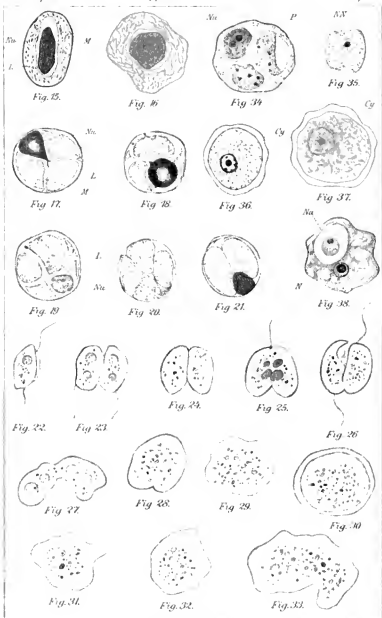 Nu M Nu P NN
L
Fig. 15. Fig. 16 Fig. 34 Fig. 35.
Nu. Cy Cy
L
M
Fig 17. Fig. 18. Fig. 36. Fig. 37.
Nu
L
Nu N
Fig. 19 Fig. 20. Fig. 21. Fig. 38.
Fig. 22. Fig. 23. Fig. 24. Fig. 25. Fig. 26
Fig. 27. Fig. 28. Fig. 29. Fig. 30
Fig. 31. Fig. 32. Fig. 33.